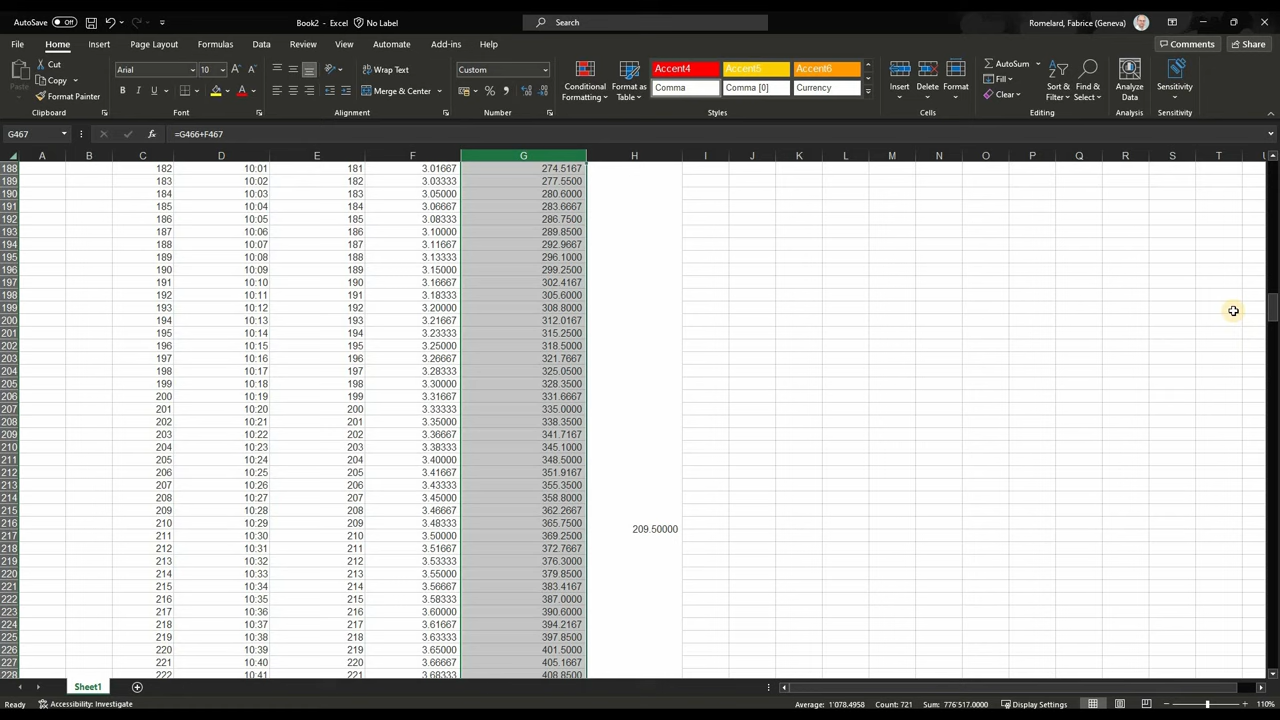 AutoSave Off Book2 - Excel No Label Search Romelard, Fabrice (Geneva)
File Home Insert Page Layout Formulas Data Review View Automate Add-ins Help Comments Share
Paste Cut Copy Format Painter
Clipboard
Arial 10
B I U A
Font
Wrap Text
Merge & Center
Alignment
Custom
%
Number
Conditional Formatting Format as Table
Accent4 Accent5 Accent6
Comma Comma [0] Currency
Styles
Insert Delete Format
Cells
AutoSum Fill Clear Sort & Filter Find & Select
Editing
Analyze Data
Analysis
Sensitivity
Sensitivity
G467 fx =G466+F467
A B C D E F G H I J K L M N O P Q R S T U
188 182 10:01 181 3.01667 274.5167
189 183 10:02 182 3.03333 277.5500
190 184 10:03 183 3.05000 280.6000
191 185 10:04 184 3.06667 283.6667
192 186 10:05 185 3.08333 286.7500
193 187 10:06 186 3.10000 289.8500
194 188 10:07 187 3.11667 292.9667
195 189 10:08 188 3.13333 296.1000
196 190 10:09 189 3.15000 299.2500
197 191 10:10 190 3.16667 302.4167
198 192 10:11 191 3.18333 305.6000
199 193 10:12 192 3.20000 308.8000
200 194 10:13 193 3.21667 312.0167
201 195 10:14 194 3.23333 315.2500
202 196 10:15 195 3.25000 318.5000
203 197 10:16 196 3.26667 321.7667
204 198 10:17 197 3.28333 325.0500
205 199 10:18 198 3.30000 328.3500
206 200 10:19 199 3.31667 331.6667
207 201 10:20 200 3.33333 335.0000
208 202 10:21 201 3.35000 338.3500
209 203 10:22 202 3.36667 341.7167
210 204 10:23 203 3.38333 345.1000
211 205 10:24 204 3.40000 348.5000
212 206 10:25 205 3.41667 351.9167
213 207 10:26 206 3.43333 355.3500
214 208 10:27 207 3.45000 358.8000
215 209 10:28 208 3.46667 362.2667
216 210 10:29 209 3.48333 365.7500 209.50000
217 211 10:30 210 3.50000 369.2500
218 212 10:31 211 3.51667 372.7667
219 213 10:32 212 3.53333 376.3000
220 214 10:33 213 3.55000 379.8500
221 215 10:34 214 3.56667 383.4167
222 216 10:35 215 3.58333 387.0000
223 217 10:36 216 3.60000 390.6000
224 218 10:37 217 3.61667 394.2167
225 219 10:38 218 3.63333 397.8500
226 220 10:39 219 3.65000 401.5000
227 221 10:40 220 3.66667 405.1667
228 222 10:41 221 3.68333 408.8500
Sheet1
Ready Accessibility: Investigate Average: 1'078.4958 Count: 721 Sum: 776'517.0000 Display Settings 110%